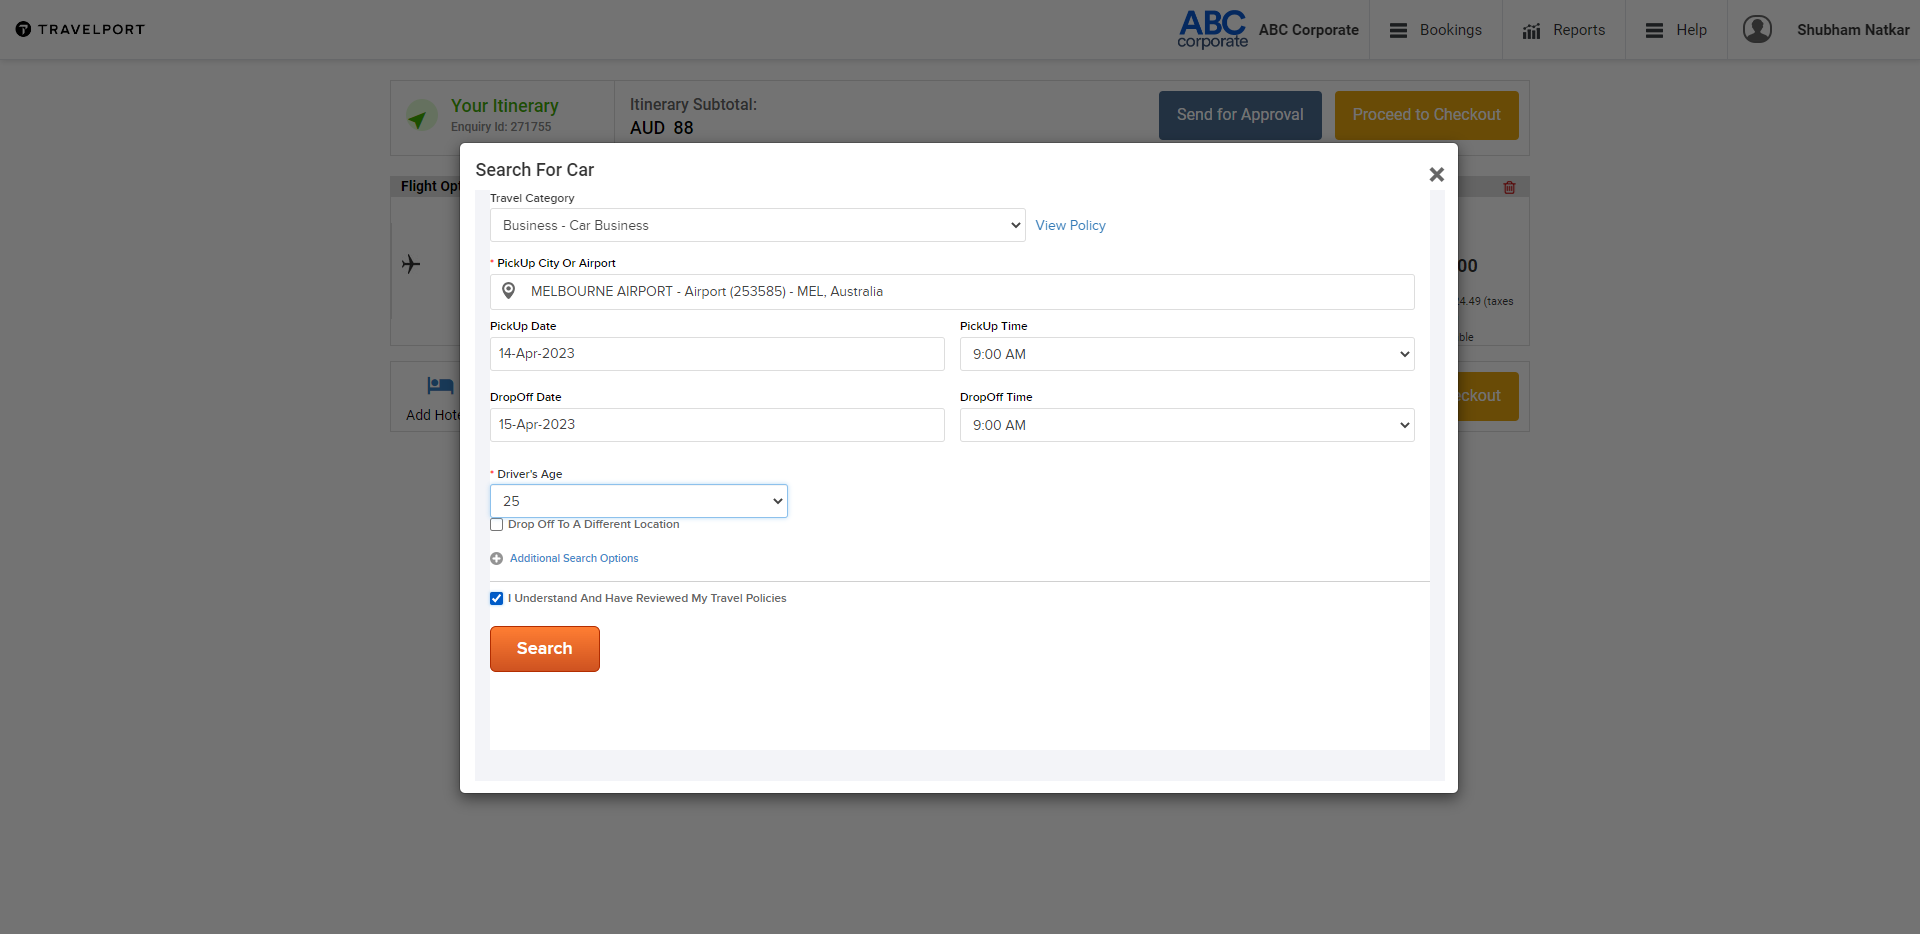 TRAVELPORT
ABC
corporate
ABC Corporate
Bookings
Reports
Help
Shubham Natkar
Your Itinerary
Enquiry Id: 271755
Itinerary Subtotal:
AUD 88
Send for Approval
Proceed to Checkout
Flight Op
Search For Car
Travel Category
Business - Car Business
View Policy
* PickUp City Or Airport
MELBOURNE AIRPORT - Airport (253585) - MEL, Australia
00
4.49 (taxes
PickUp Date
PickUp Time
ble
14-Apr-2023
9:00 AM
DropOff Date
DropOff Time
Add Hote
eckout
15-Apr-2023
9:00 AM
* Driver's Age
25
Drop Off To A Different Location
Additional Search Options
I Understand And Have Reviewed My Travel Policies
Search